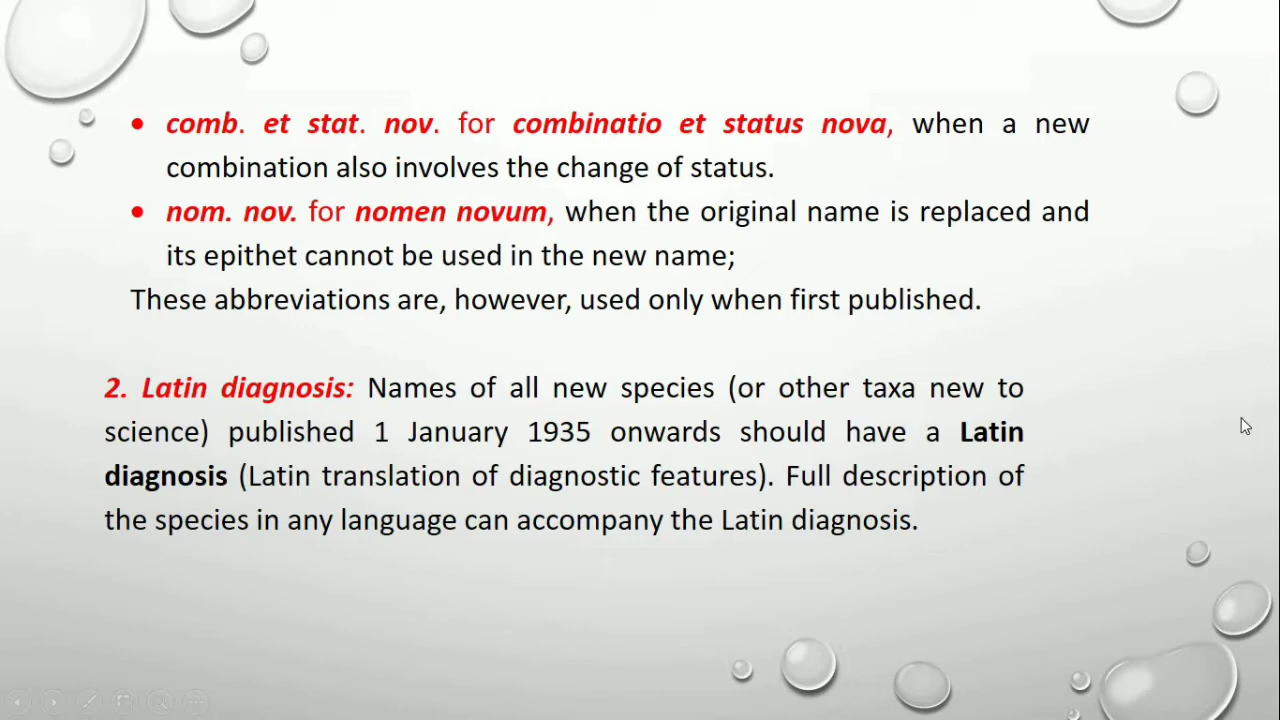 • comb. et stat. nov. for combinatio et status nova, when a new
combination also involves the change of status.
• nom. nov. for nomen novum, when the original name is replaced and
its epithet cannot be used in the new name;
These abbreviations are, however, used only when first published.
2. Latin diagnosis: Names of all new species (or other taxa new to
science) published 1 January 1935 onwards should have a Latin
diagnosis (Latin translation of diagnostic features). Full description of
the species in any language can accompany the Latin diagnosis.